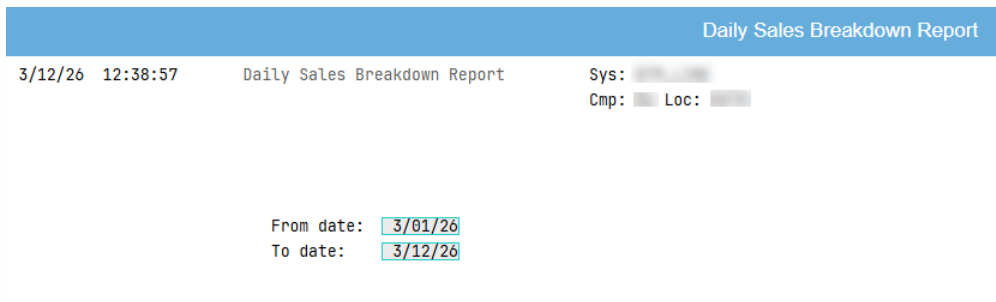 Daily Sales Breakdown Report
3/12/26 12:38:57 Daily Sales Breakdown Report Sys:
Cmp: Loc:
From date: 3/01/26
To date: 3/12/26